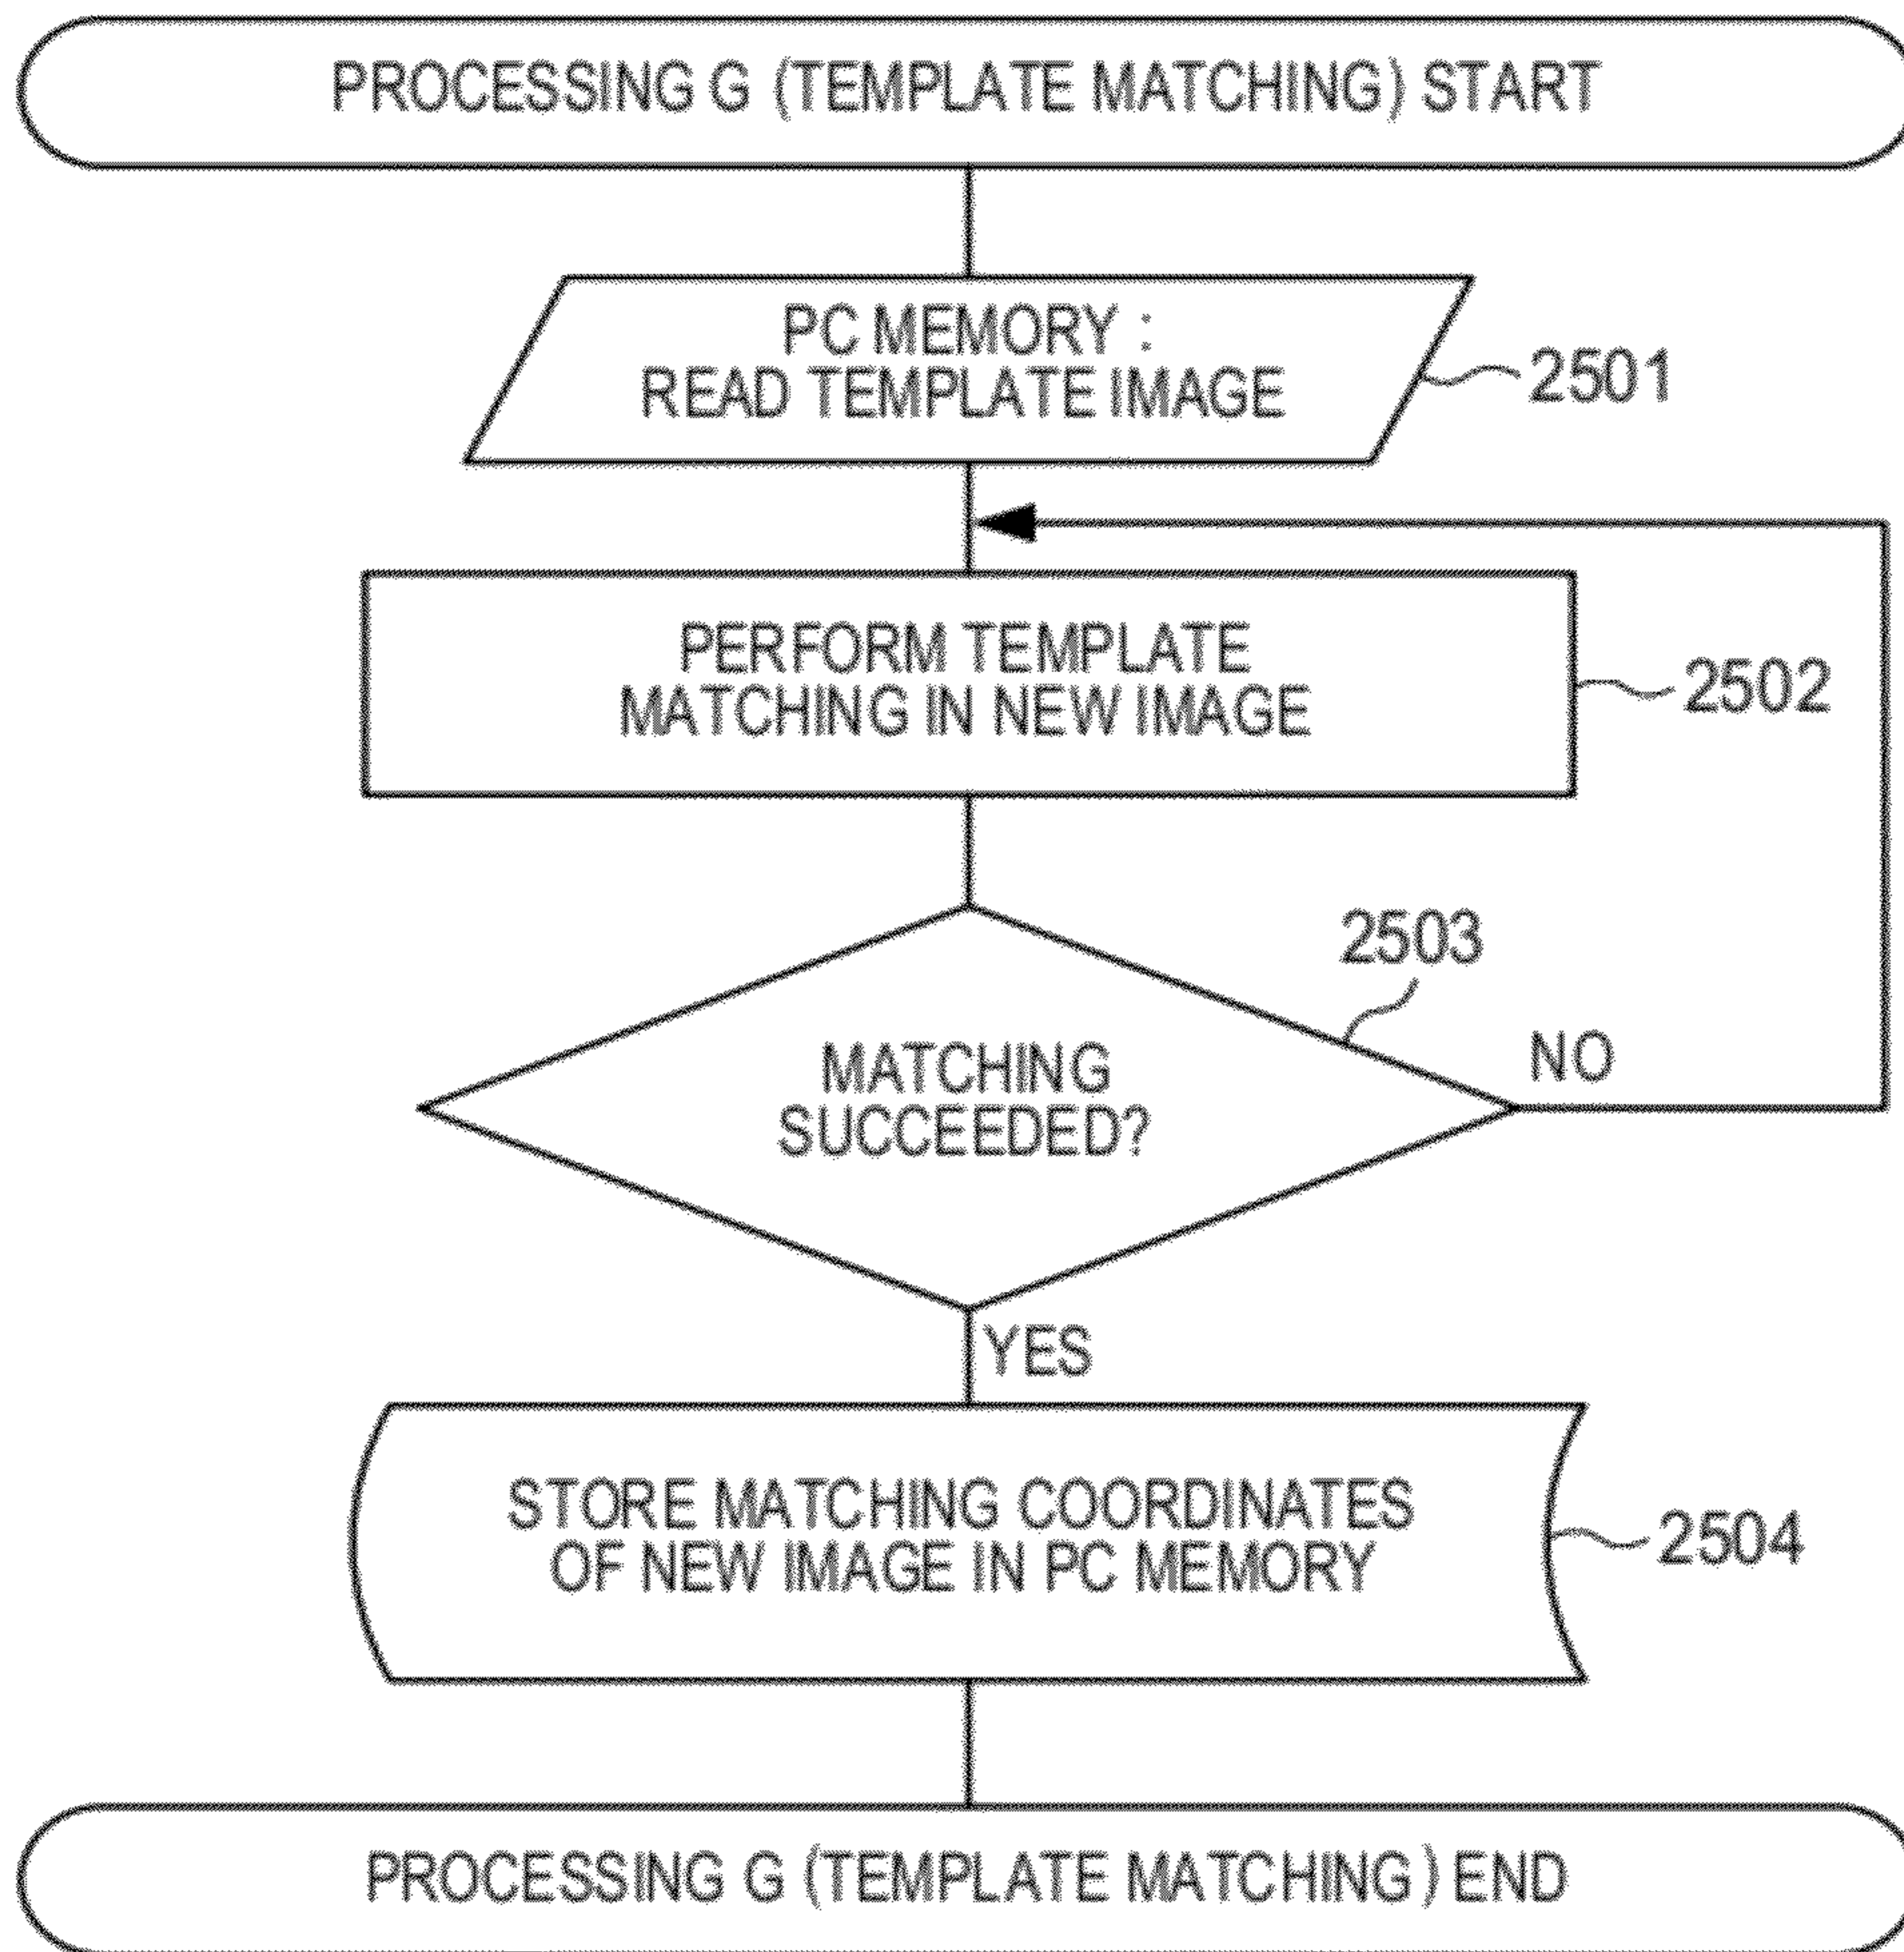 PROCESSING G (TEMPLATE MATCHING) START
PC MEMORY :
READ TEMPLATE IMAGE
2501
PERFORM TEMPLATE
MATCHING IN NEW IMAGE
2502
2503
MATCHING
SUCCEEDED?
NO
YES
STORE MATCHING COORDINATES
OF NEW IMAGE IN PC MEMORY
2504
PROCESSING G (TEMPLATE MATCHING) END